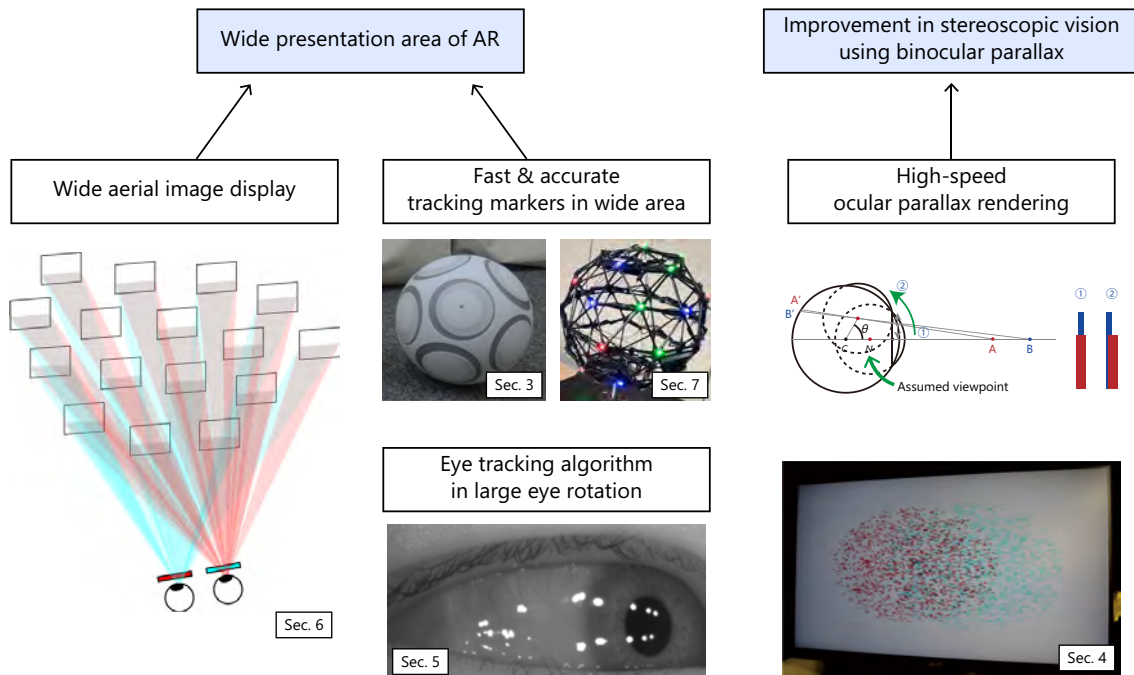 Wide presentation area of AR
Improvement in stereoscopic vision
using binocular parallax
Wide aerial image display
Fast & accurate
tracking markers in wide area
High-speed
ocular parallax rendering
Sec. 3
Sec. 7
②
①
②
A'
B'
①
θ
C
N
A
B
Assumed viewpoint
Eye tracking algorithm
in large eye rotation
Sec. 6
Sec. 5
Sec. 4
acer